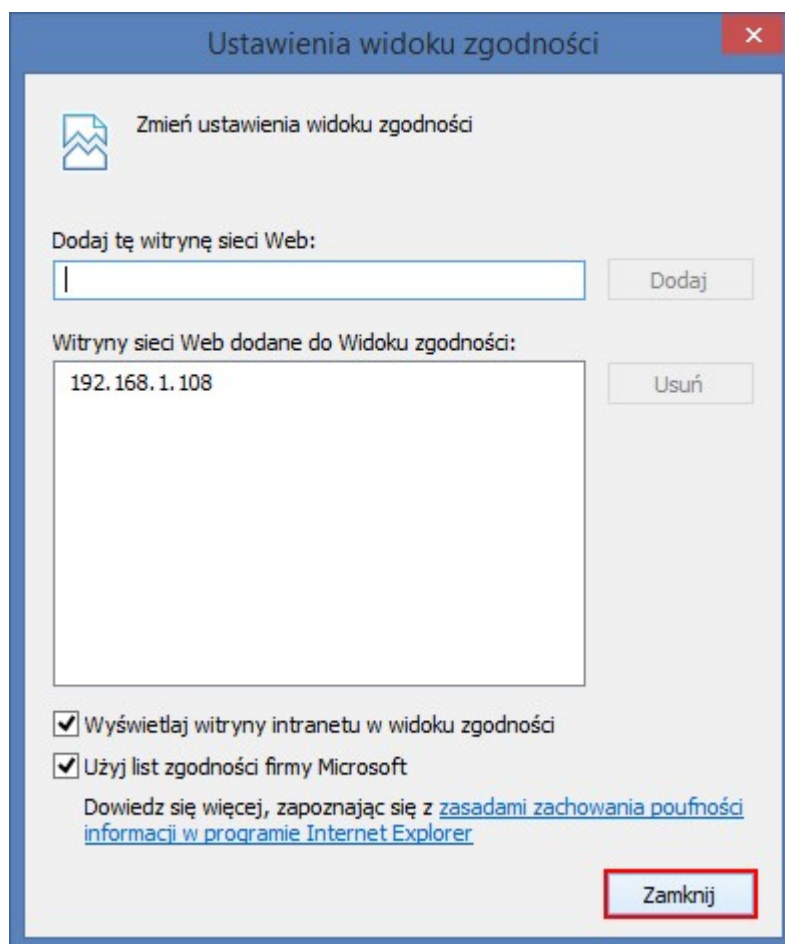 Ustawienia widoku zgodności
Zmień ustawienia widoku zgodności
Dodaj tę witrynę sieci Web:
Dodaj
Witryny sieci Web dodane do Widoku zgodności:
192.168.1.108
Usuń
Wyświetlaj witryny intranetu w widoku zgodności
Użyj list zgodności firmy Microsoft
Dowiedz się więcej, zapoznając się z zasadami zachowania poufności
informacji w programie Internet Explorer
Zamknij